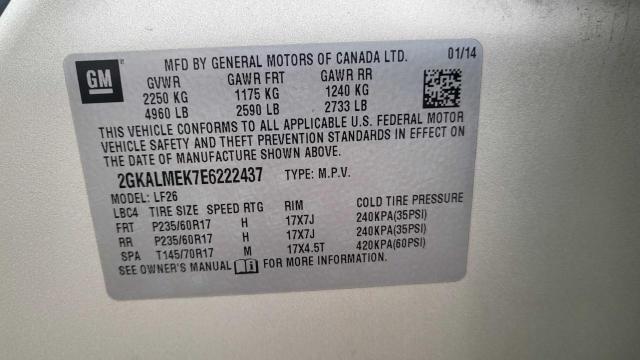 GM
MFD BY GENERAL MOTORS OF CANADA LTD. 01/14
GVWR GAWR FRT GAWR RR
2250 KG 1175 KG 1240 KG
4960 LB 2590 LB 2733 LB
THIS VEHICLE CONFORMS TO ALL APPLICABLE U.S. FEDERAL MOTOR
VEHICLE SAFETY AND THEFT PREVENTION STANDARDS IN EFFECT ON
THE DATE OF MANUFACTURE SHOWN ABOVE.
2GKALMEK7E6222437 TYPE: M.P.V.
MODEL: LF26
LBC4 TIRE SIZE SPEED RTG RIM COLD TIRE PRESSURE
FRT P235/60R17 H 17X7J 240KPA(35PSI)
RR P235/60R17 H 17X7J 240KPA(35PSI)
SPA T145/70R17 M 17X4.5T 420KPA(60PSI)
SEE OWNER'S MANUAL FOR MORE INFORMATION.